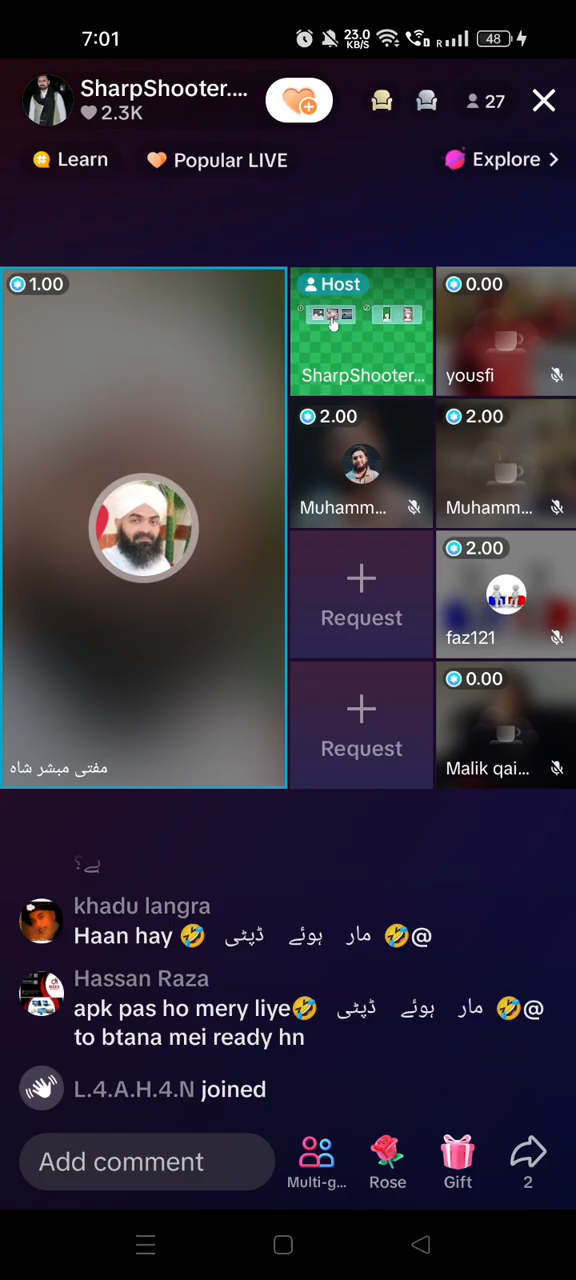 7:01
23.0
KB/S
R
48
SharpShooter....
2.3K
27
Learn
Popular LIVE
Explore >
1.00
Host
0.00
SharpShooter...
yousfi
2.00
2.00
Muhamm...
Muhamm...
2.00
Request
faz121
0.00
Request
Malik qai...
مفتی مبشر شاہ
ہے؟
khadu langra
Haan hay 🤣 مار ہوئے ڈپٹی 🤣@
Hassan Raza
apk pas ho mery liye🤣 مار ہوئے ڈپٹی 🤣@
to btana mei ready hn
L.4.A.H.4.N joined
Add comment
Multi-g...
Rose
Gift
2